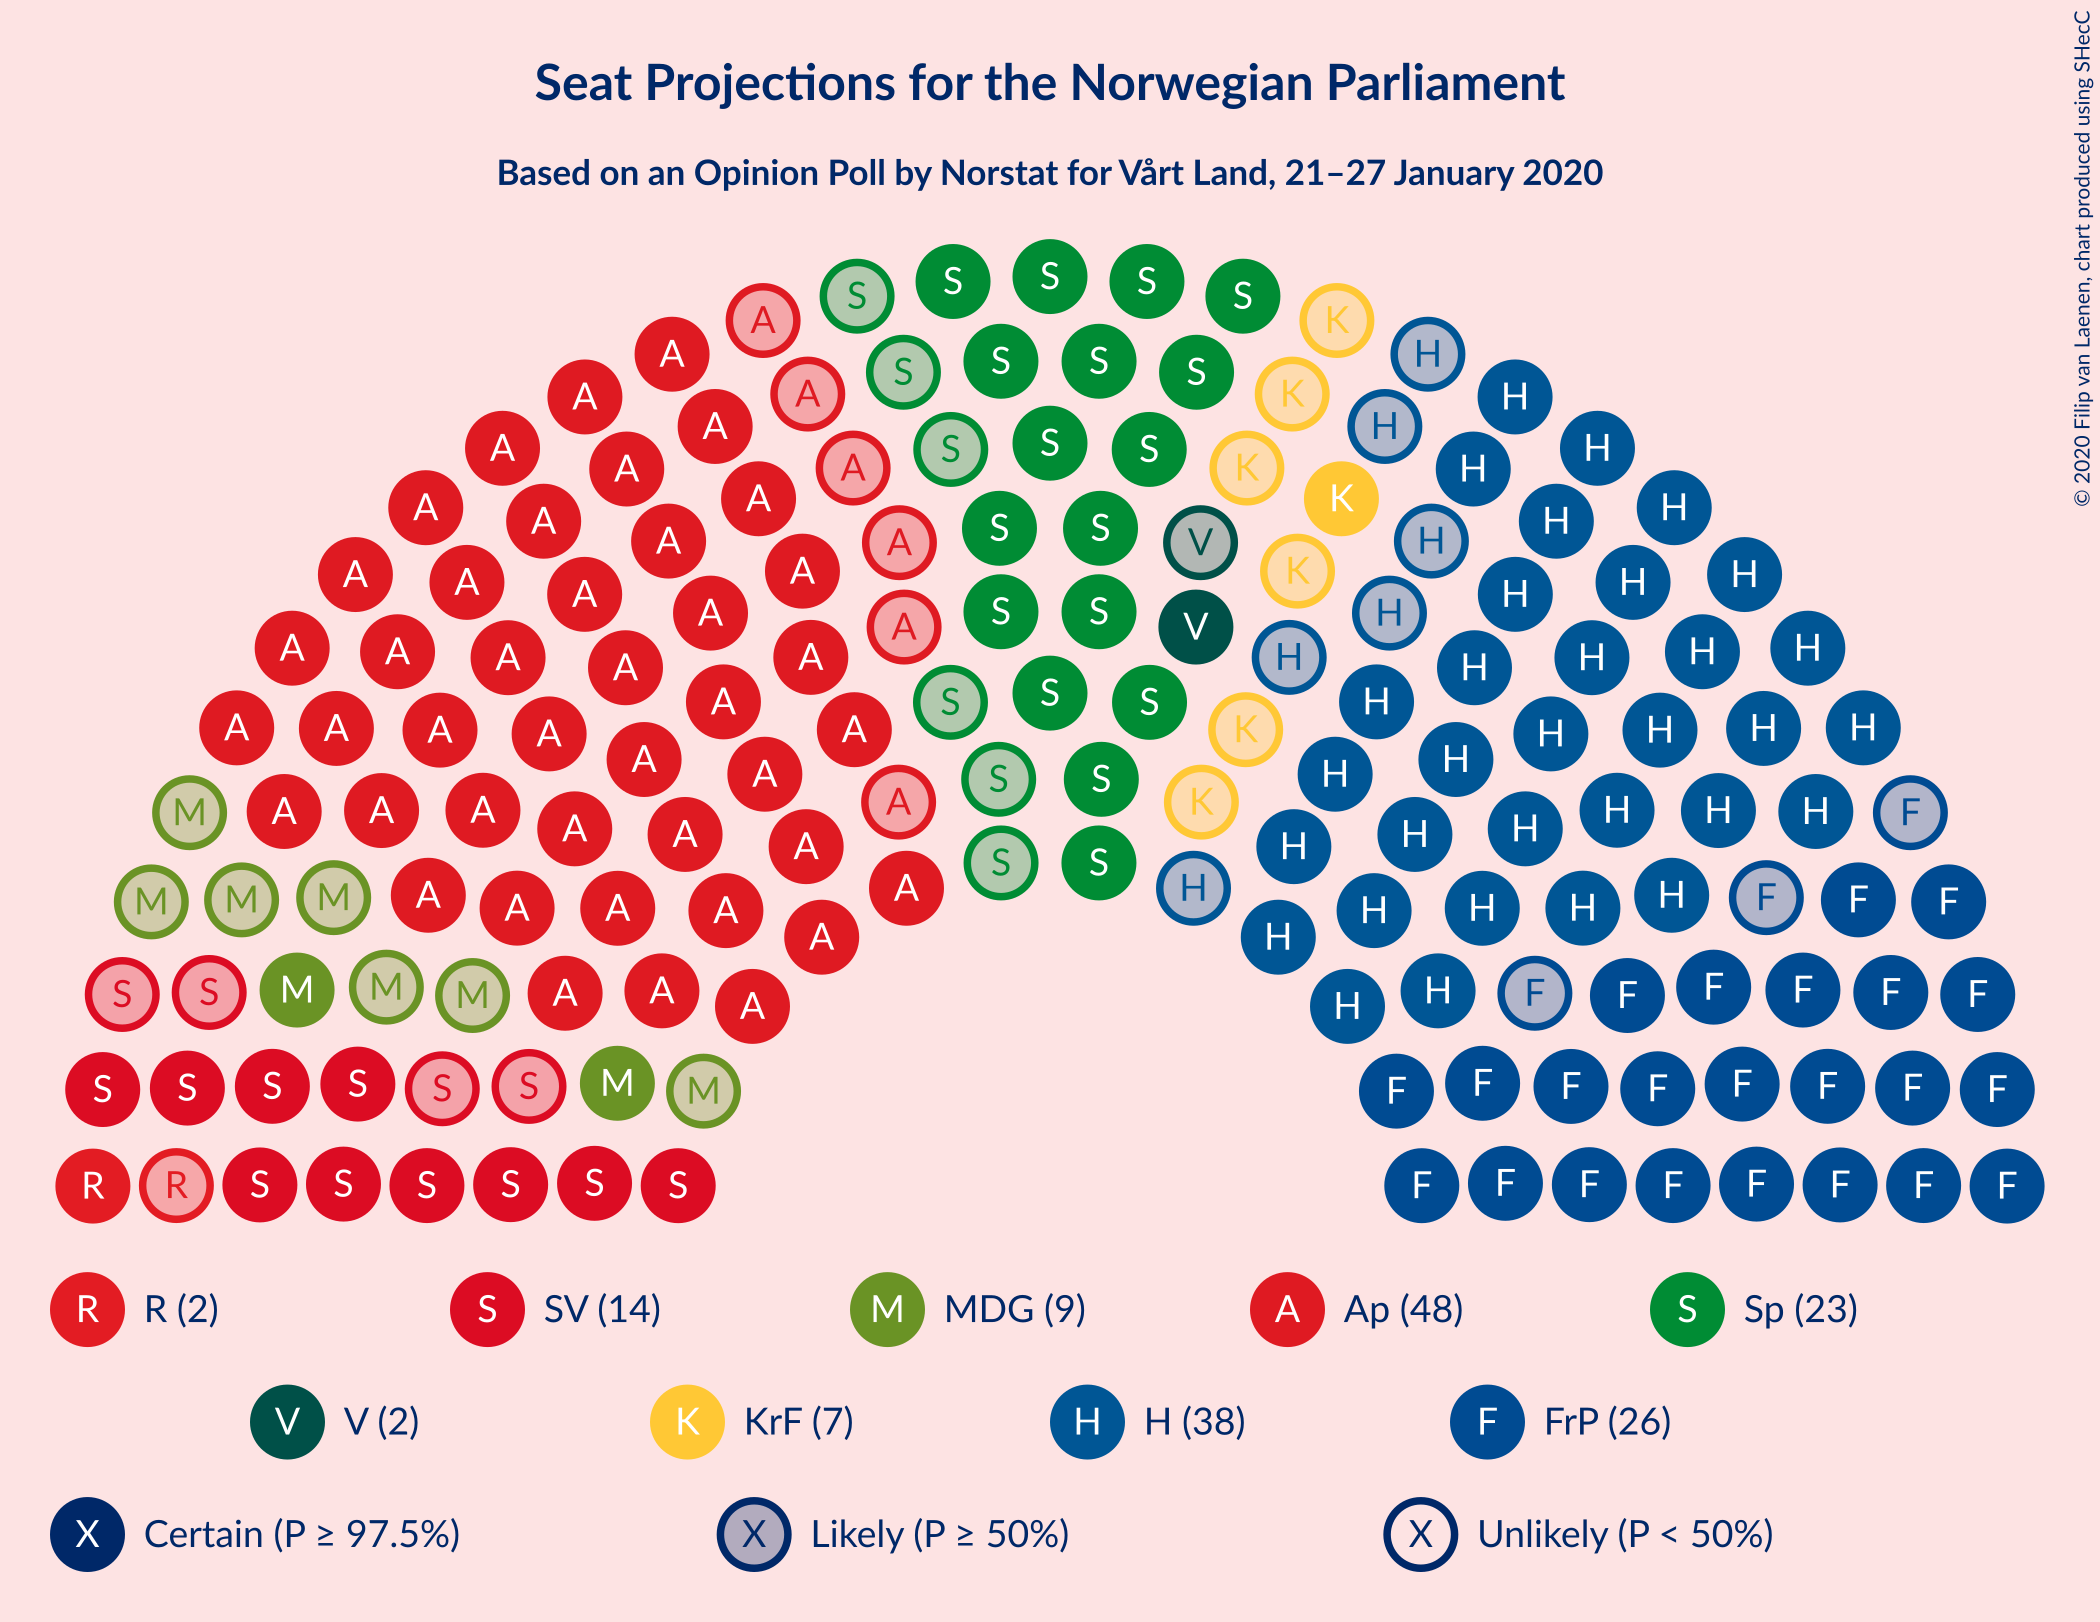 Seat Projections for the Norwegian Parliament
Based on an Opinion Poll by Norstat for Vårt Land, 21–27 January 2020
© 2020 Filip van Laenen, chart produced using SHecC
S S S S S
A K
A H
S S S S
A K
A H
A H
S S S
A K
A H
A H
A K
A H
A H
S S
A V
A H
A H
A K
A H
A H
A H
S S
A V
A H
A H
A H
A H
A H
A H
S S S
A K
A H
A H
A H
A H
A H
A H
S S
A K
A H
A H
A H
A H
A H
M F
S S
A H
A H
A H
A H
A H
A H
M F
M F
M F
A H
A H
A H
M F
M F
M F
S F
S F
M F
M F
S F
S F
S F
S F
S F
S F
R R S S S S S S F F F F F F F F
R R (2) S SV (14) M MDG (9) A Ap (48) S Sp (23)
V V (2) K KrF (7) H H (38) F FrP (26)
X Certain (P ≥ 97.5%) X Likely (P ≥ 50%) X Unlikely (P < 50%)